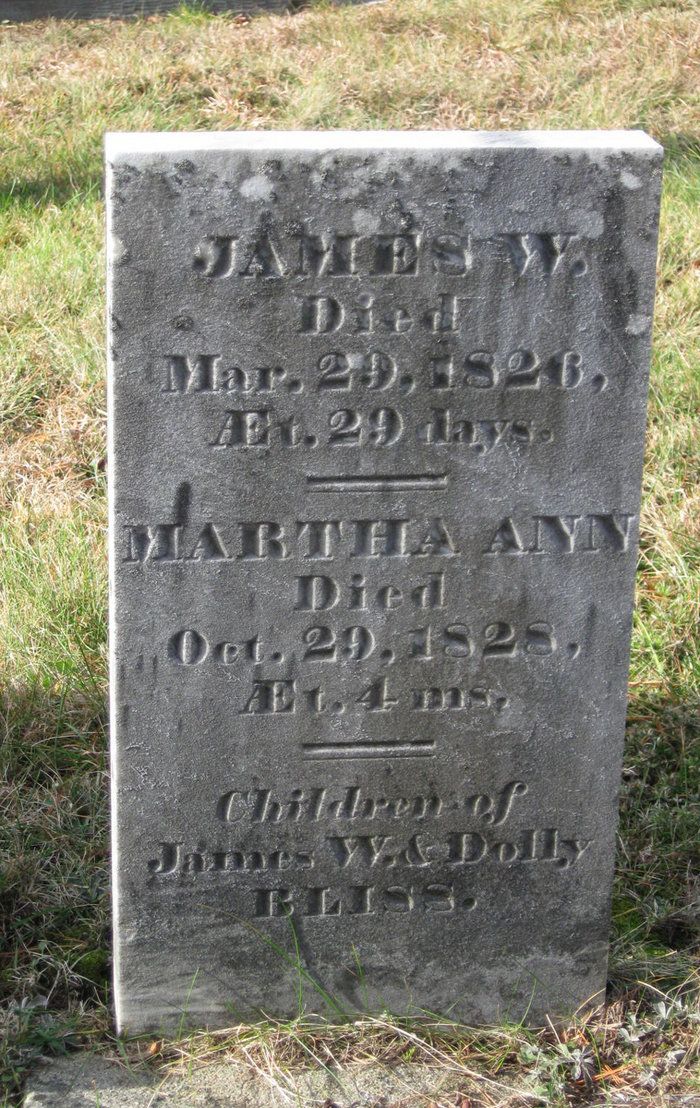 JAMES W.
Died
Mar. 29, 1826,
Æt. 29 days.
MARTHA ANN
Died
Oct. 29, 1828,
Æt. 4 ms.
Children of
James W. & Dolly
BLISS.